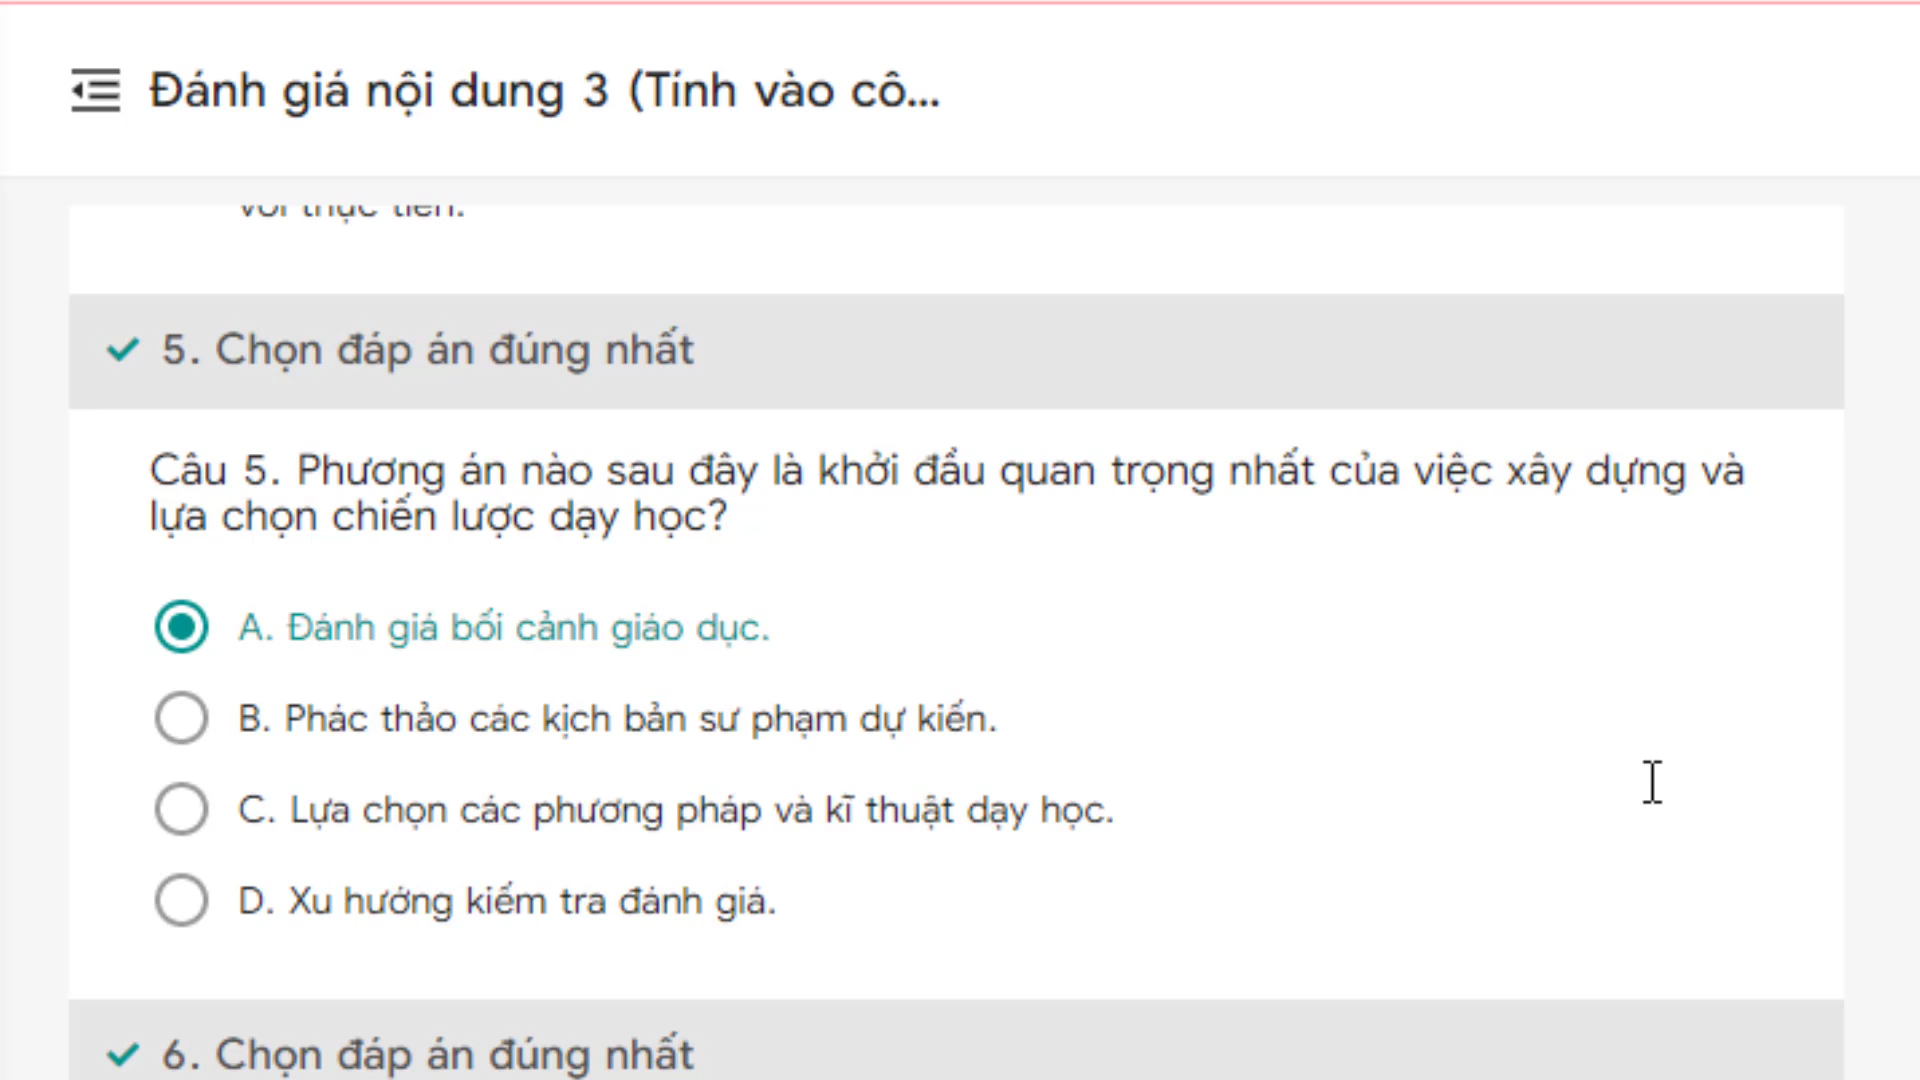 Đánh giá nội dung 3 (Tính vào cô...
với thực tiễn.
5. Chọn đáp án đúng nhất
Câu 5. Phương án nào sau đây là khởi đầu quan trọng nhất của việc xây dựng và
lựa chọn chiến lược dạy học?
A. Đánh giá bối cảnh giáo dục.
B. Phác thảo các kịch bản sư phạm dự kiến.
C. Lựa chọn các phương pháp và kĩ thuật dạy học.
D. Xu hướng kiểm tra đánh giá.
6. Chọn đáp án đúng nhất